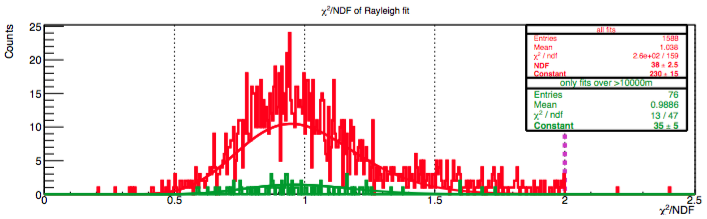 χ²/NDF of Rayleigh fit
Counts
25
20
15
10
5
0
all fits
Entries 1588
Mean 1.038
χ² / ndf 2.6e+02 / 159
NDF 38 ± 2.5
Constant 230 ± 15
only fits over >10000m
Entries 76
Mean 0.9886
χ² / ndf 13 / 47
Constant 35 ± 5
0 0.5 1 1.5 2 2.5
χ²/NDF